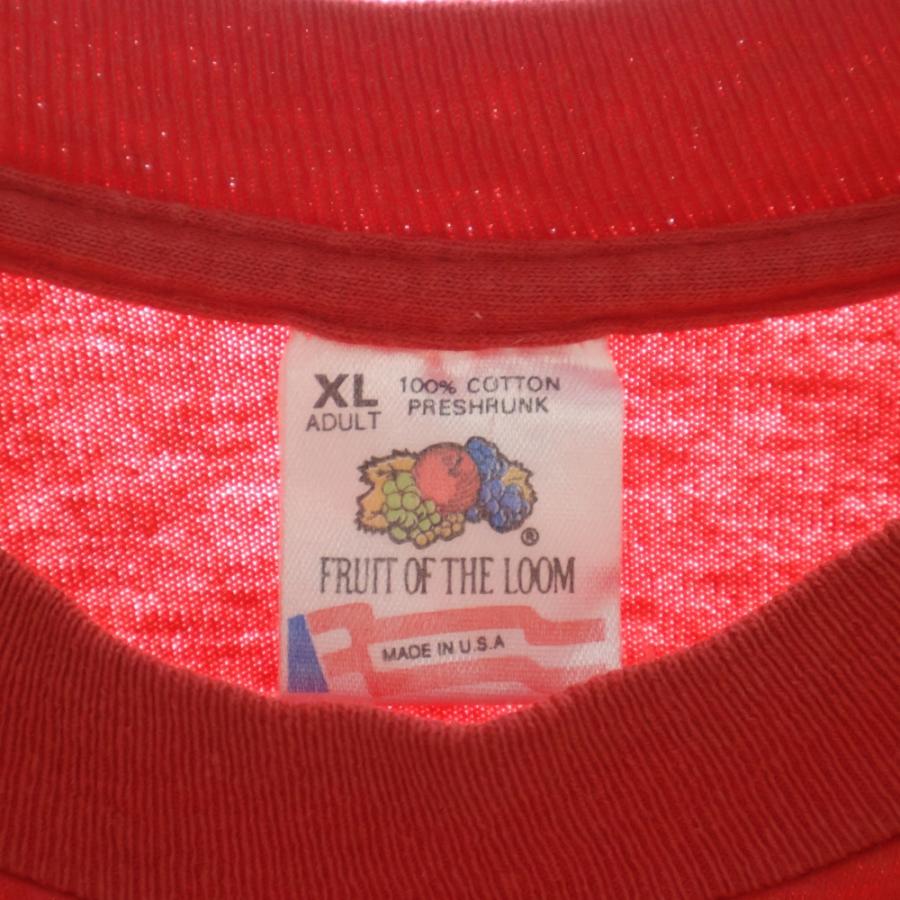 XL 100% COTTON
ADULT PRESHRUNK
®
FRUIT OF THE LOOM
MADE IN U.S.A